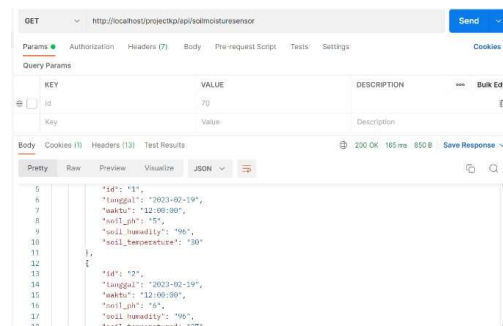 GET http://localhost/projectkp/api/soilmoisturesensor Send
Params Authorization Headers (7) Body Pre-request Script Tests Settings Cookies
Query Params
KEY VALUE DESCRIPTION Bulk Ed
id 70
Key Value Description
Body Cookies (1) Headers (13) Test Results 200 OK 165 ms 850 B Save Response
Pretty Raw Preview Visualize JSON
5 "id": "1",
6 "tanggal": "2023-02-19",
7 "waktu": "12:00:00",
8 "soil_ph": "5",
9 "soil_humadity": "96",
10 "soil_temperature": "30"
11 },
12 {
13 "id": "2",
14 "tanggal": "2023-02-19",
15 "waktu": "12:00:00",
16 "soil_ph": "6",
17 "soil_humadity": "96",